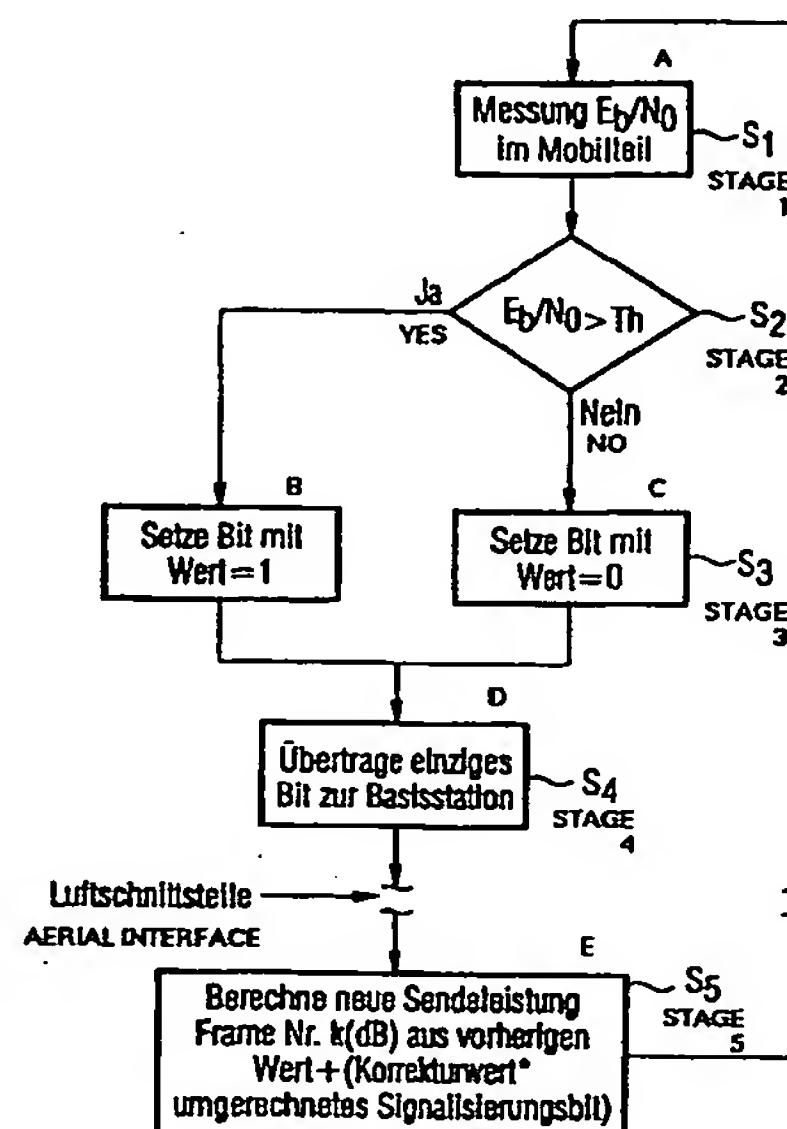 A
Messung Eb/N0
im Mobilteil
S1
STAGE
1
Ja
YES
Eb/N0 > Th
S2
STAGE
2
Nein
NO
B
Setze Bit mit
Wert=1
C
Setze Bit mit
Wert=0
S3
STAGE
3
D
Übertrage einziges
Bit zur Basisstation
S4
STAGE
4
Luftschnittstelle
AERIAL INTERFACE
E
Berechne neue Sendeleistung
Frame Nr. k(dB) aus vorherigen
Wert+(Korrekturwert*
umgerechnetes Signalisierungsbit)
S5
STAGE
5